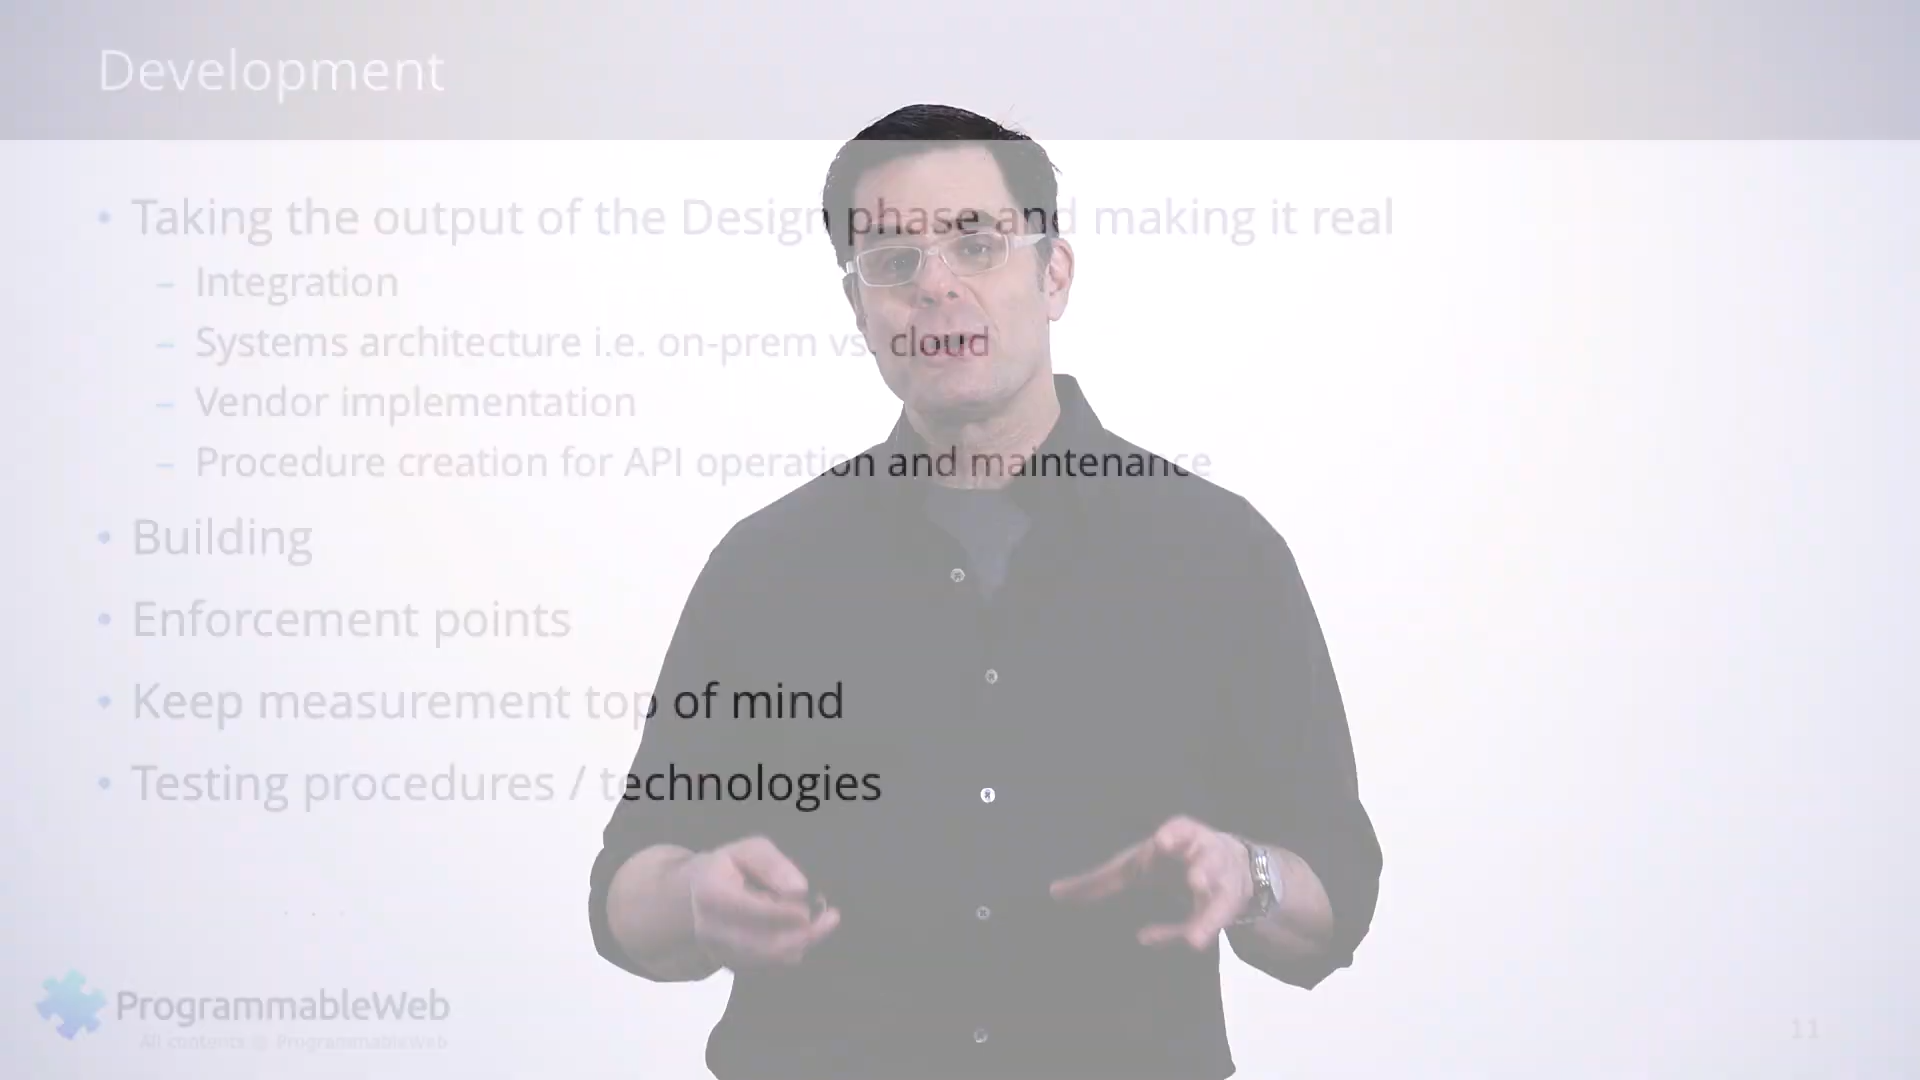 Development
• Taking the output of the Design phase and making it real
– Integration
– Systems architecture i.e. on-prem vs. cloud
– Vendor implementation
– Procedure creation for API operation and maintenance
• Building
• Enforcement points
• Keep measurement top of mind
• Testing procedures / technologies
ProgrammableWeb
All contents © ProgrammableWeb
11